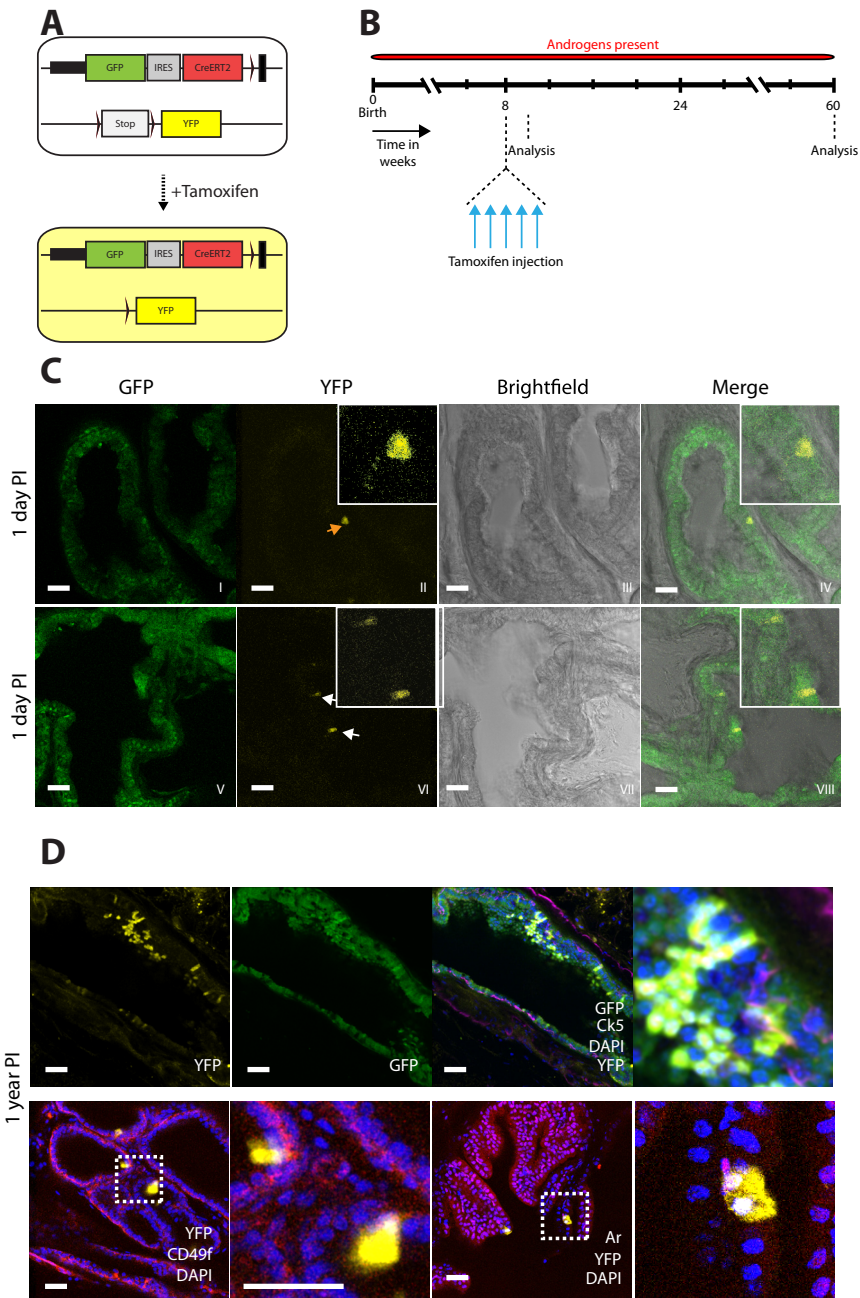 A
GFP IRES CreERT2
Stop YFP
+Tamoxifen
GFP IRES CreERT2
YFP
B
Androgens present
0 8 24 60
Birth
Time in
weeks
Analysis
Analysis
Tamoxifen injection
C
GFP YFP Brightfield Merge
1 day PI
I II III IV
1 day PI
V VI VII VIII
D
1 year PI
YFP
GFP
GFP
Ck5
DAPI
YFP
YFP
CD49f
DAPI
Ar
YFP
DAPI